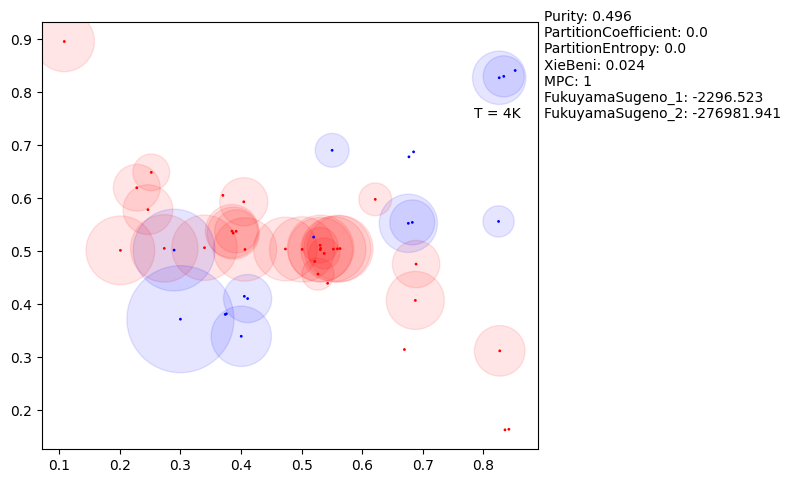 Purity: 0.496
PartitionCoefficient: 0.0
PartitionEntropy: 0.0
XieBeni: 0.024
MPC: 1
FukuyamaSugeno_1: -2296.523
FukuyamaSugeno_2: -276981.941
T = 4K
0.9
0.8
0.7
0.6
0.5
0.4
0.3
0.2
0.1 0.2 0.3 0.4 0.5 0.6 0.7 0.8